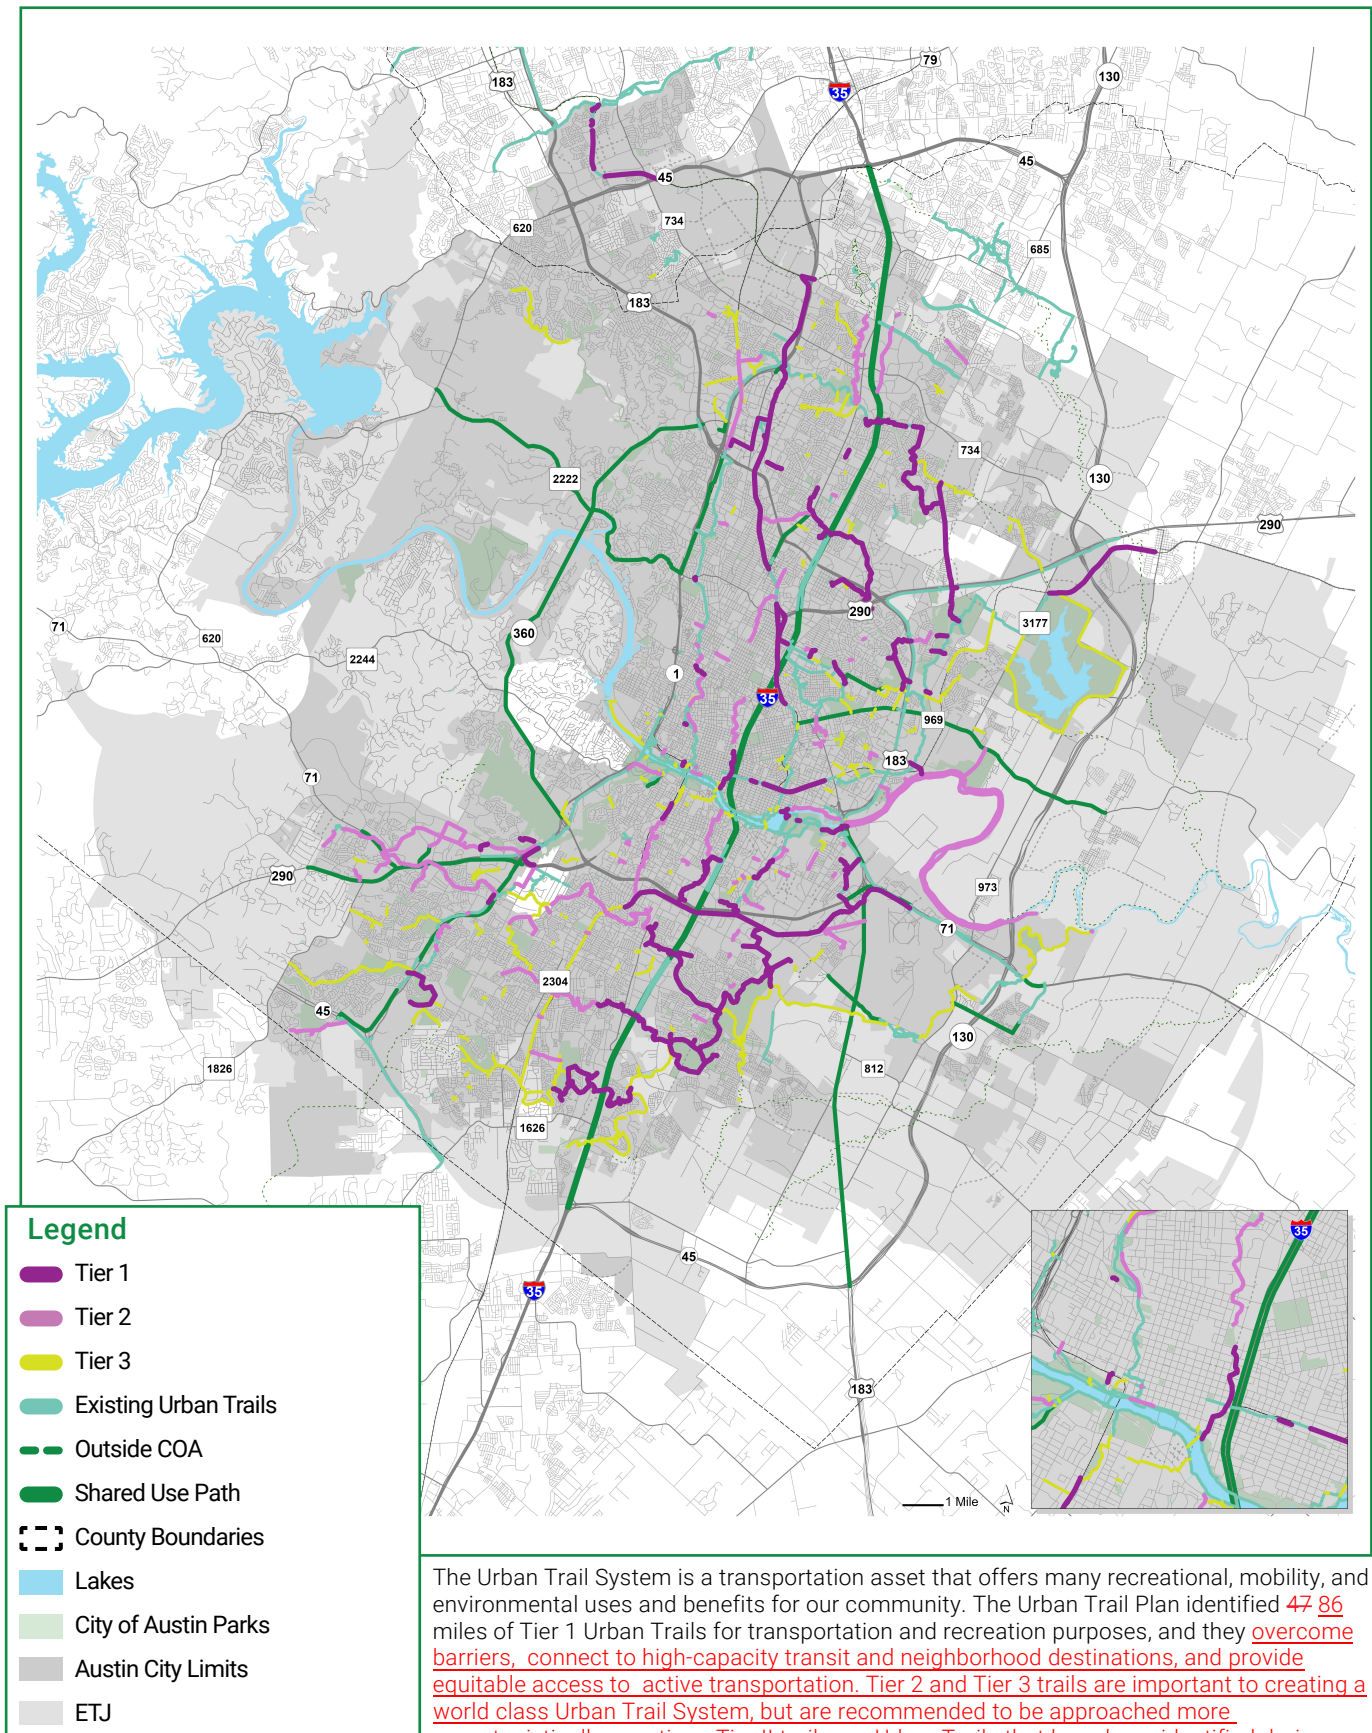 183
79
35
130
45
45
620
734
685
183
734
2222
130
290
290
71
620
360
3177
2244
1
35
969
183
71
290
973
71
2304
45
130
812
1826
1626
45
35
183
1 Mile
N
35
Legend
Tier 1
Tier 2
Tier 3
Existing Urban Trails
Outside COA
Shared Use Path
County Boundaries
Lakes
City of Austin Parks
Austin City Limits
ETJ
The Urban Trail System is a transportation asset that offers many recreational, mobility, and
environmental uses and benefits for our community. The Urban Trail Plan identified 47 86
miles of Tier 1 Urban Trails for transportation and recreation purposes, and they overcome
barriers, connect to high-capacity transit and neighborhood destinations, and provide
equitable access to active transportation. Tier 2 and Tier 3 trails are important to creating a
world class Urban Trail System, but are recommended to be approached more